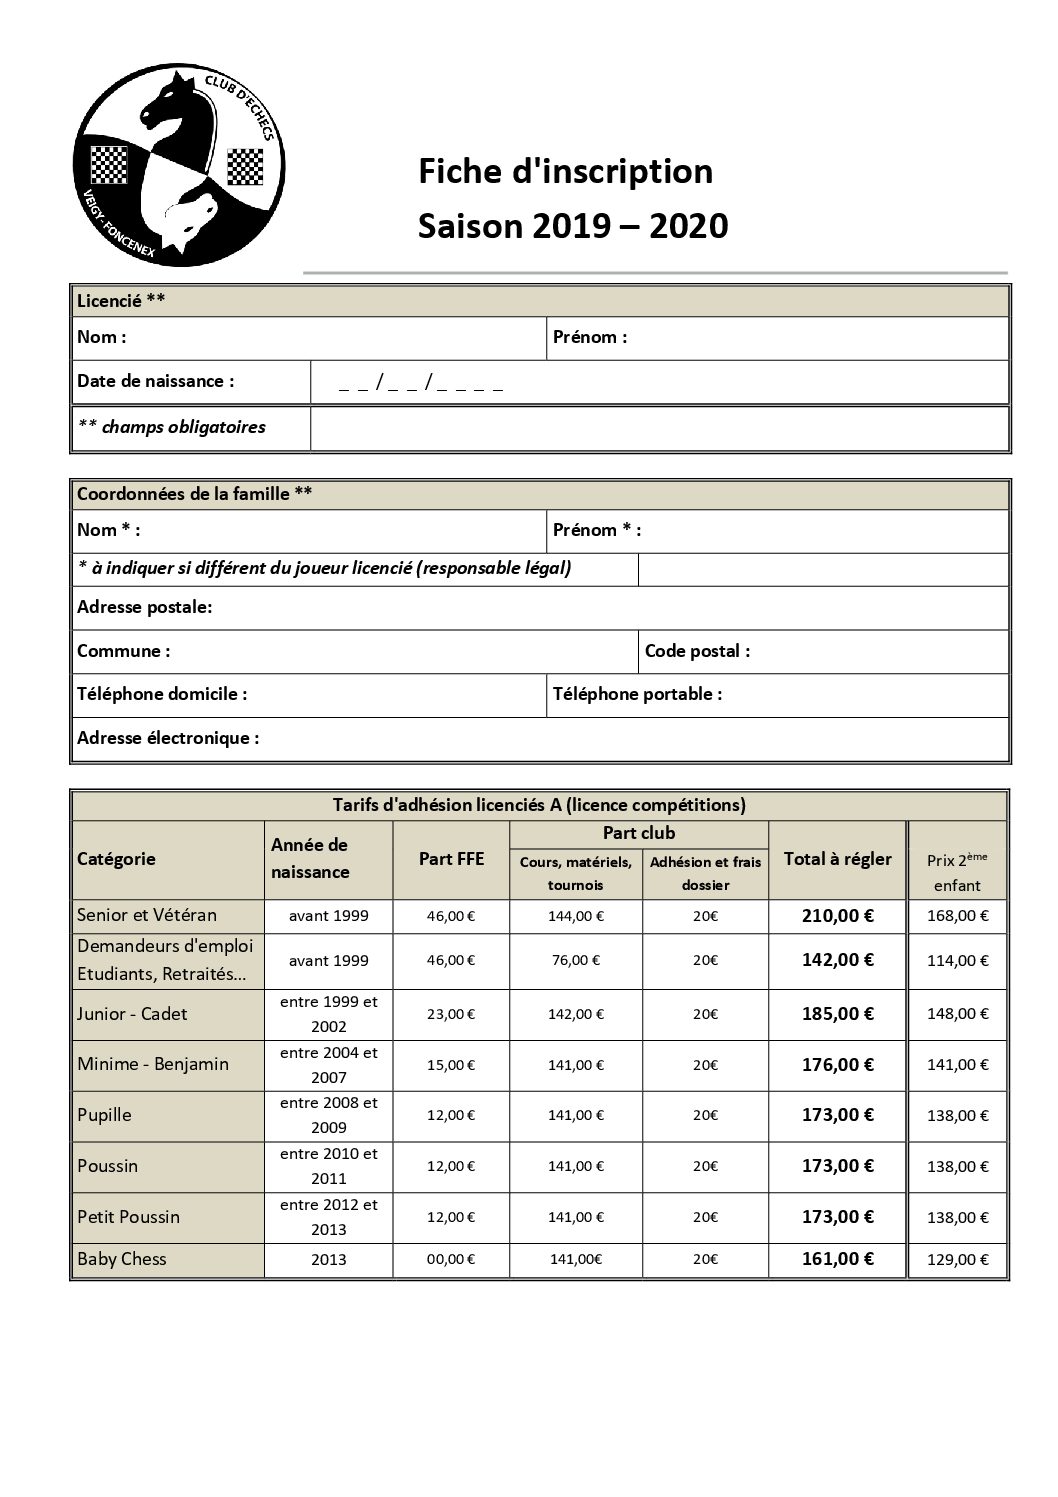 CLUB D'ECHECS
VEIGY - FONCENEX
Fiche d'inscription
Saison 2019 – 2020
Licencié **
Nom : Prénom :
Date de naissance : _ _ / _ _ / _ _ _ _
** champs obligatoires
Coordonnées de la famille **
Nom * : Prénom * :
* à indiquer si différent du joueur licencié (responsable légal)
Adresse postale:
Commune : Code postal :
Téléphone domicile : Téléphone portable :
Adresse électronique :
Tarifs d'adhésion licenciés A (licence compétitions)
Catégorie
Année de
naissance
Part FFE
Part club
Cours, matériels,
tournois
Adhésion et frais
dossier
Total à régler
Prix 2ème
enfant
Senior et Vétéran avant 1999 46,00 € 144,00 € 20€ 210,00 € 168,00 €
Demandeurs d'emploi
Etudiants, Retraités... avant 1999 46,00 € 76,00 € 20€ 142,00 € 114,00 €
Junior - Cadet entre 1999 et
2002 23,00 € 142,00 € 20€ 185,00 € 148,00 €
Minime - Benjamin entre 2004 et
2007 15,00 € 141,00 € 20€ 176,00 € 141,00 €
Pupille entre 2008 et
2009 12,00 € 141,00 € 20€ 173,00 € 138,00 €
Poussin entre 2010 et
2011 12,00 € 141,00 € 20€ 173,00 € 138,00 €
Petit Poussin entre 2012 et
2013 12,00 € 141,00 € 20€ 173,00 € 138,00 €
Baby Chess 2013 00,00 € 141,00€ 20€ 161,00 € 129,00 €